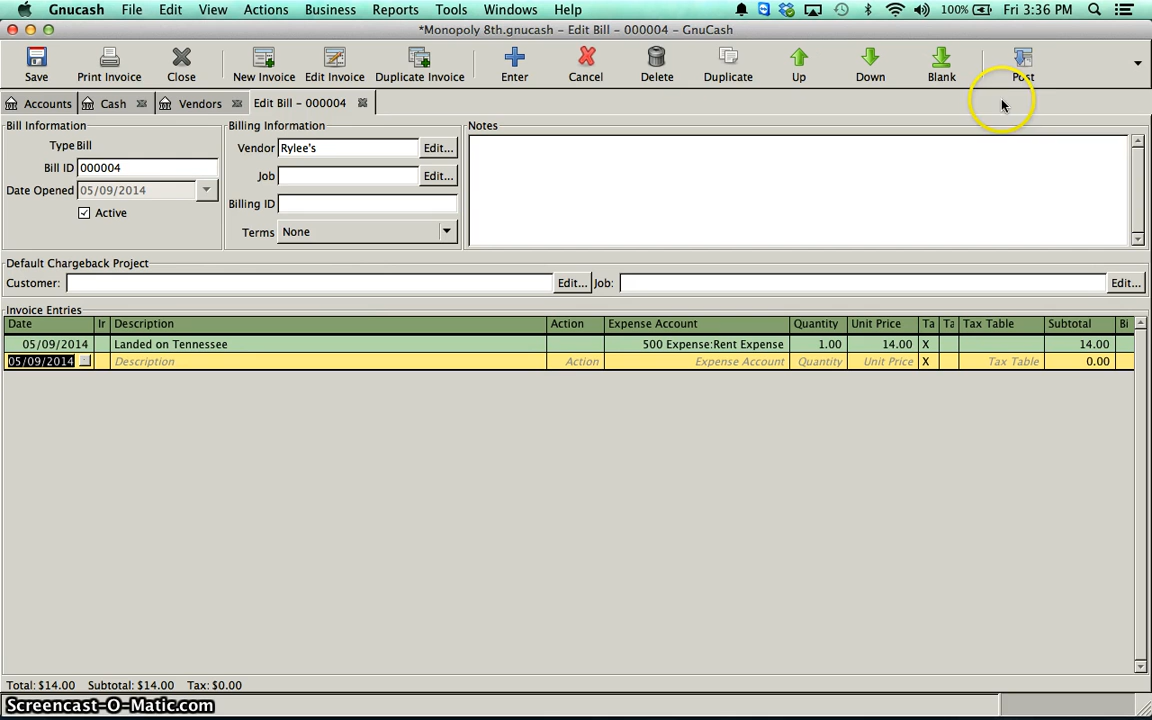 Gnucash File Edit View Actions Business Reports Tools Windows Help 100% Fri 3:36 PM
*Monopoly 8th.gnucash – Edit Bill – 000004 – GnuCash
Save Print Invoice Close New Invoice Edit Invoice Duplicate Invoice Enter Cancel Delete Duplicate Up Down Blank Post
Accounts Cash Vendors Edit Bill – 000004
Bill Information Billing Information Notes
Type Bill
Vendor Rylee's Edit...
Bill ID 000004
Job Edit...
Date Opened 05/09/2014
Billing ID
Active
Terms None
Default Chargeback Project
Customer: Edit... Job: Edit...
Invoice Entries
Date Ir Description Action Expense Account Quantity Unit Price Ta Ta Tax Table Subtotal Bi
05/09/2014 Landed on Tennessee 500 Expense:Rent Expense 1.00 14.00 X 14.00
05/09/2014 Description Action Expense Account Quantity Unit Price X Tax Table 0.00
Total: $14.00 Subtotal: $14.00 Tax: $0.00
Screencast-O-Matic.com